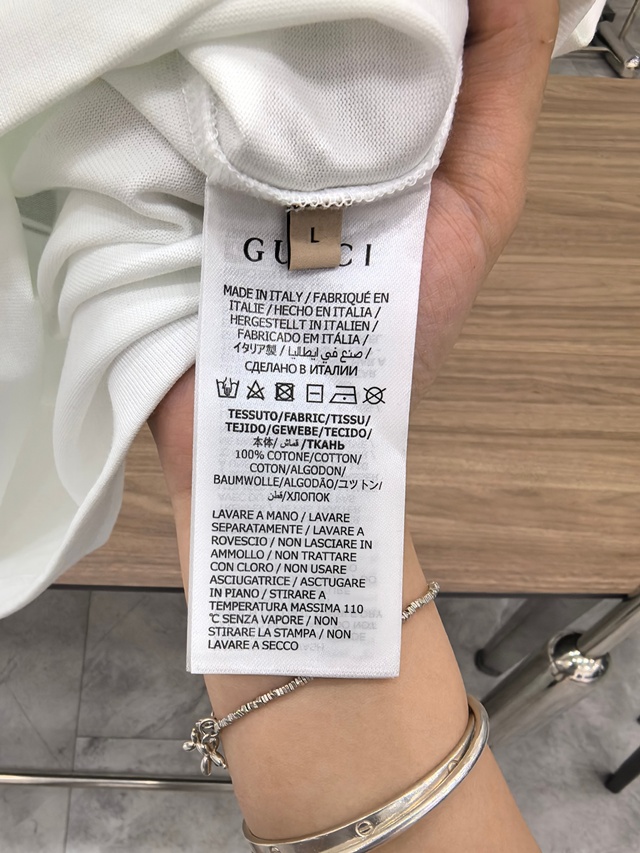 L
GUCCI
MADE IN ITALY / FABRIQUÉ EN
ITALIE / HECHO EN ITALIA /
HERGESTELLT IN ITALIEN /
FABRICADO EM ITÁLIA /
イタリア製 / صنع في ايطاليا /
СДЕЛАНО В ИТАЛИИ
TESSUTO/FABRIC/TISSU/
TEJIDO/GEWEBE/TECIDO/
本体/ قماش /ТКАНЬ
100% COTONE/COTTON/
COTON/ALGODON/
BAUMWOLLE/ALGODÃO/ユツトン/
قطن/ХЛОПОК
LAVARE A MANO / LAVARE
SEPARATAMENTE / LAVARE A
ROVESCIO / NON LASCIARE IN
AMMOLLO / NON TRATTARE
CON CLORO / NON USARE
ASCIUGATRICE / ASCTUGARE
IN PIANO / STIRARE A
TEMPERATURA MASSIMA 110
℃ SENZA VAPORE / NON
STIRARE LA STAMPA / NON
LAVARE A SECCO